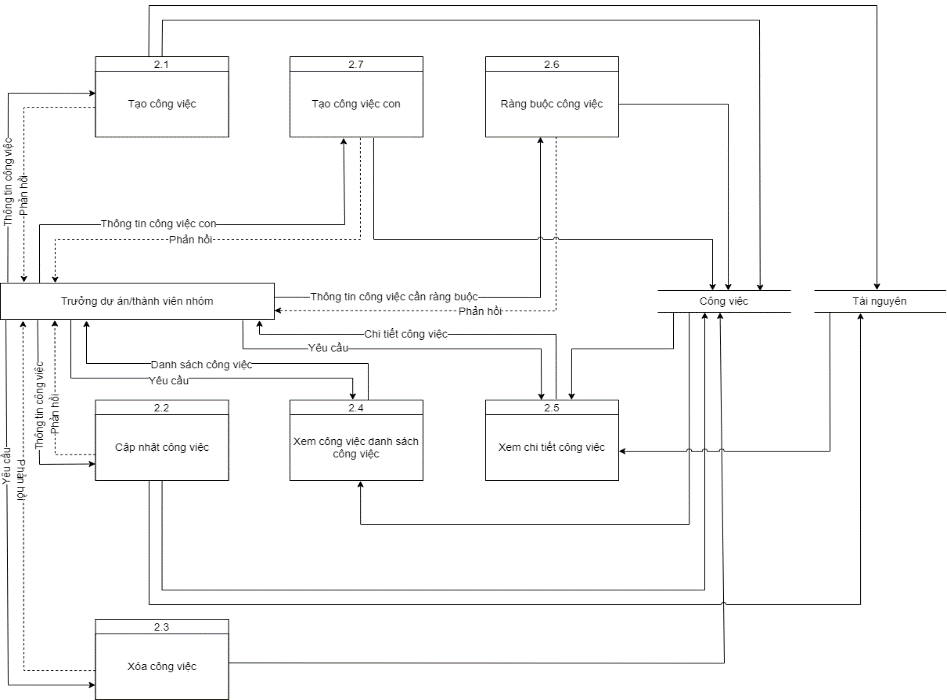 2.1
2.7
2.6
Tạo công việc
Tạo công việc con
Ràng buộc công việc
Thông tin công việc
Phản hồi
Thông tin công việc con
Phản hồi
Trưởng dự án/thành viên nhóm
Thông tin công việc cần ràng buộc
Phản hồi
Công việc
Tài nguyên
Chi tiết công việc
Yêu cầu
Danh sách công việc
Yêu cầu
Thông tin công việc
Phản hồi
Yêu cầu
Phản hồi
2.2
2.4
2.5
Cập nhật công việc
Xem công việc danh sách
công việc
Xem chi tiết công việc
2.3
Xóa công việc